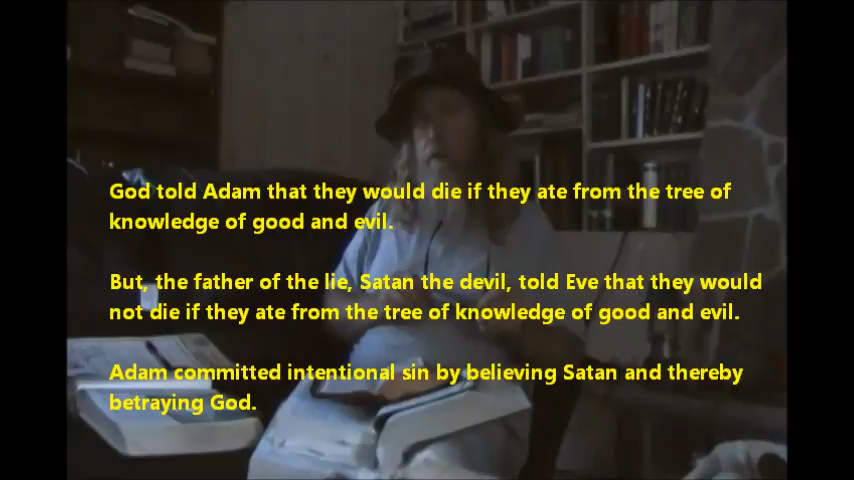 God told Adam that they would die if they ate from the tree of
knowledge of good and evil.
But, the father of the lie, Satan the devil, told Eve that they would
not die if they ate from the tree of knowledge of good and evil.
Adam committed intentional sin by believing Satan and thereby
betraying God.